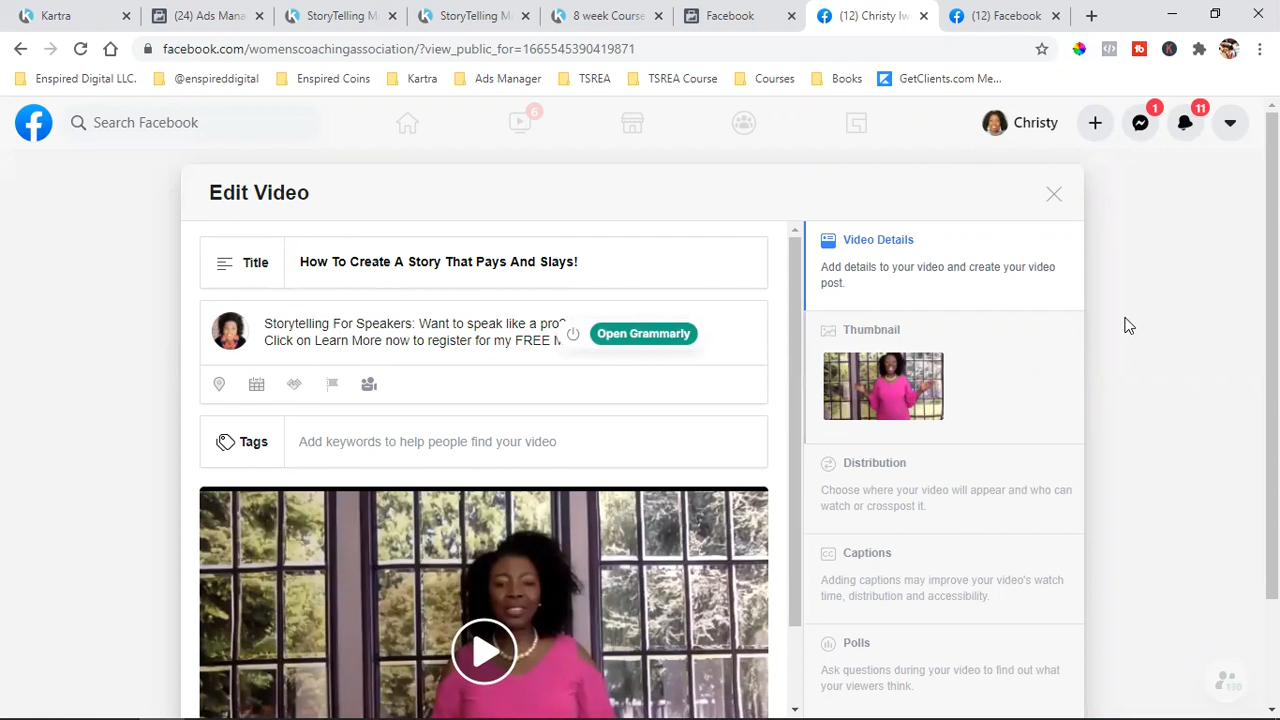 Kartra
(24) Ads Mana
StoryTelling M
StoryTelling M
8 week Course
Facebook
(12) Christy Iw
(12) Facebook
facebook.com/womenscoachingassociation/?view_public_for=1665545390419871
Enspired Digital LLC.
@enspireddigital
Enspired Coins
Kartra
Ads Manager
TSREA
TSREA Course
Courses
Books
GetClients.com Me...
Search Facebook
6
Christy
1
11
Edit Video
Title
How To Create A Story That Pays And Slays!
Storytelling For Speakers: Want to speak like a pro?
Click on Learn More now to register for my FREE
Open Grammarly
Tags
Add keywords to help people find your video
Video Details
Add details to your video and create your video
post.
Thumbnail
Distribution
Choose where your video will appear and who can
watch or crosspost it.
CC
Captions
Adding captions may improve your video's watch
time, distribution and accessibility.
Polls
Ask questions during your video to find out what
your viewers think.